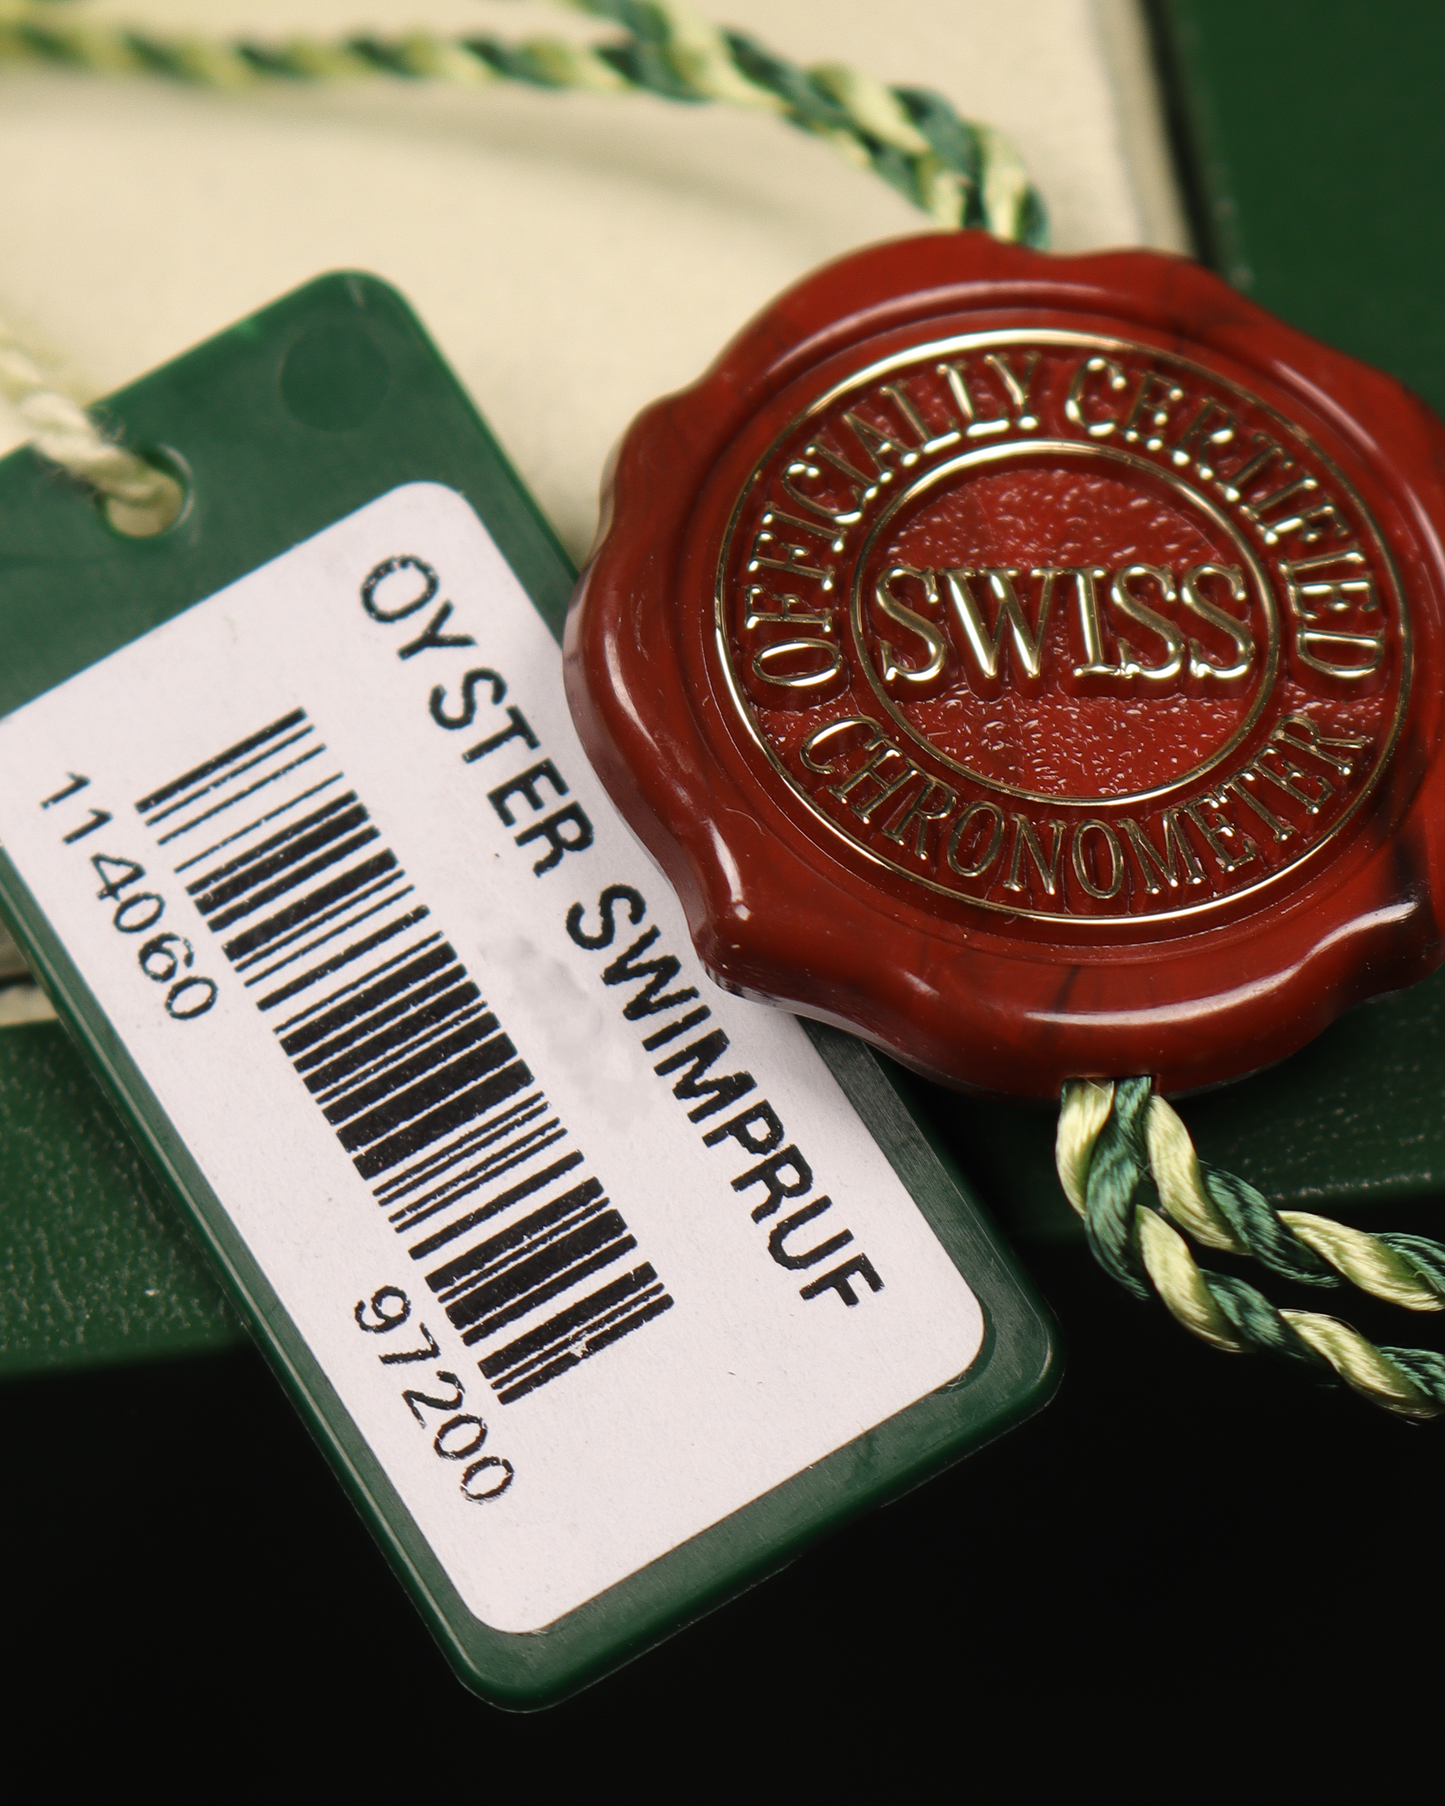 OYSTER SWIMPRUF
114060
97200
OFFICIALLY CERTIFIED
SWISS
CHRONOMETER